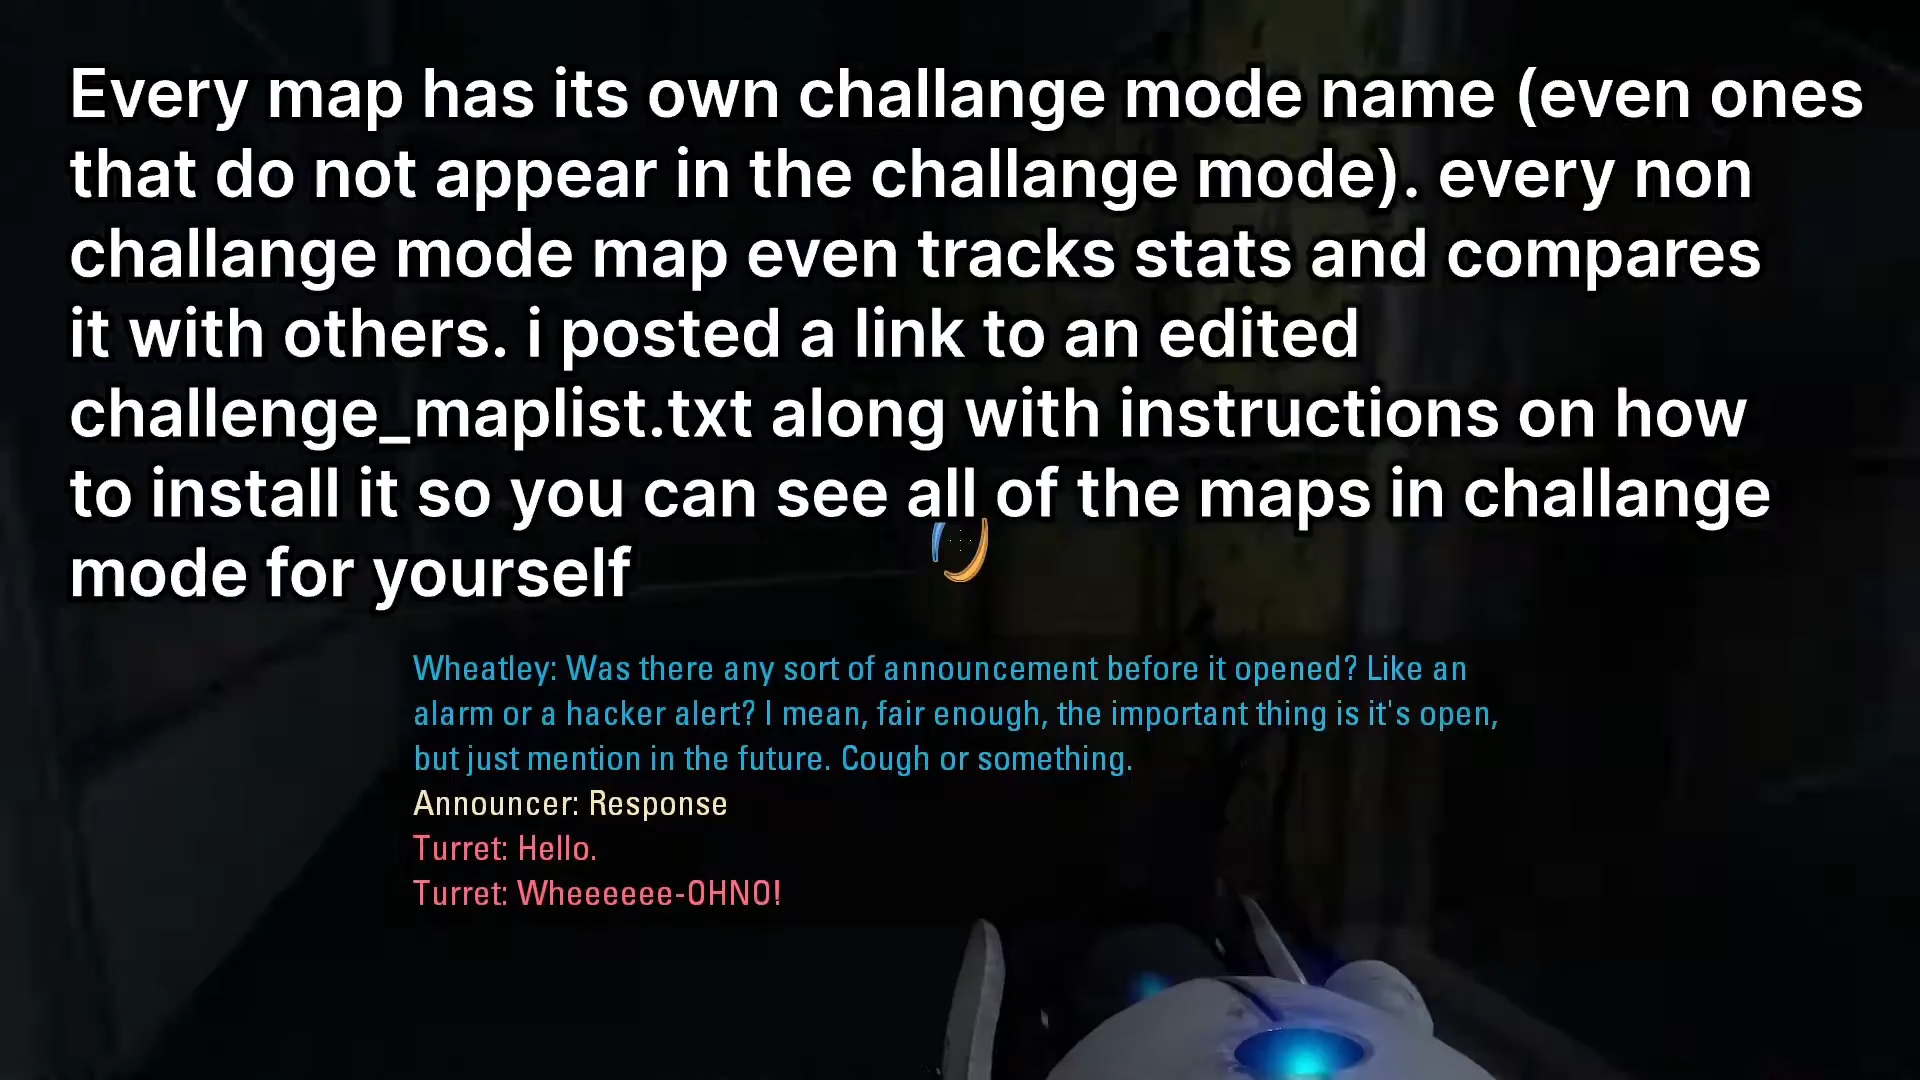 Every map has its own challange mode name (even ones
that do not appear in the challange mode). every non
challange mode map even tracks stats and compares
it with others. i posted a link to an edited
challenge_maplist.txt along with instructions on how
to install it so you can see all of the maps in challange
mode for yourself
Wheatley: Was there any sort of announcement before it opened? Like an
alarm or a hacker alert? I mean, fair enough, the important thing is it's open,
but just mention in the future. Cough or something.
Announcer: Response
Turret: Hello.
Turret: Wheeeeee-OHNO!